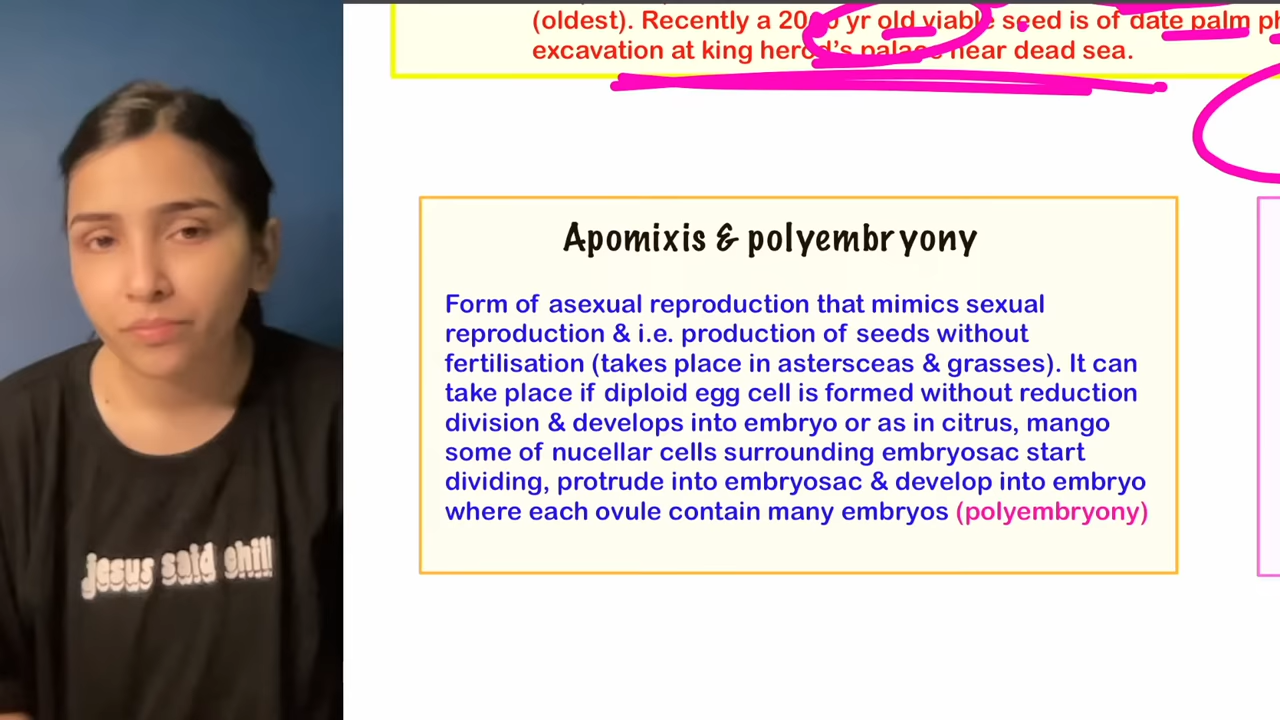 (oldest). Recently a 20 yr old viable seed is of date palm
excavation at king herod's palace near dead sea.
Apomixis & polyembryony
Form of asexual reproduction that mimics sexual
reproduction & i.e. production of seeds without
fertilisation (takes place in astersceas & grasses). It can
take place if diploid egg cell is formed without reduction
division & develops into embryo or as in citrus, mango
some of nucellar cells surrounding embryosac start
dividing, protrude into embryosac & develop into embryo
where each ovule contain many embryos (polyembryony)
jesus said chill